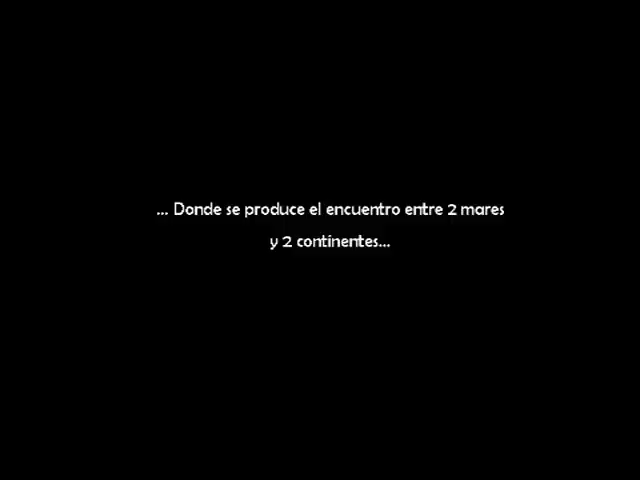 ... Donde se produce el encuentro entre 2 mares
y 2 continentes...